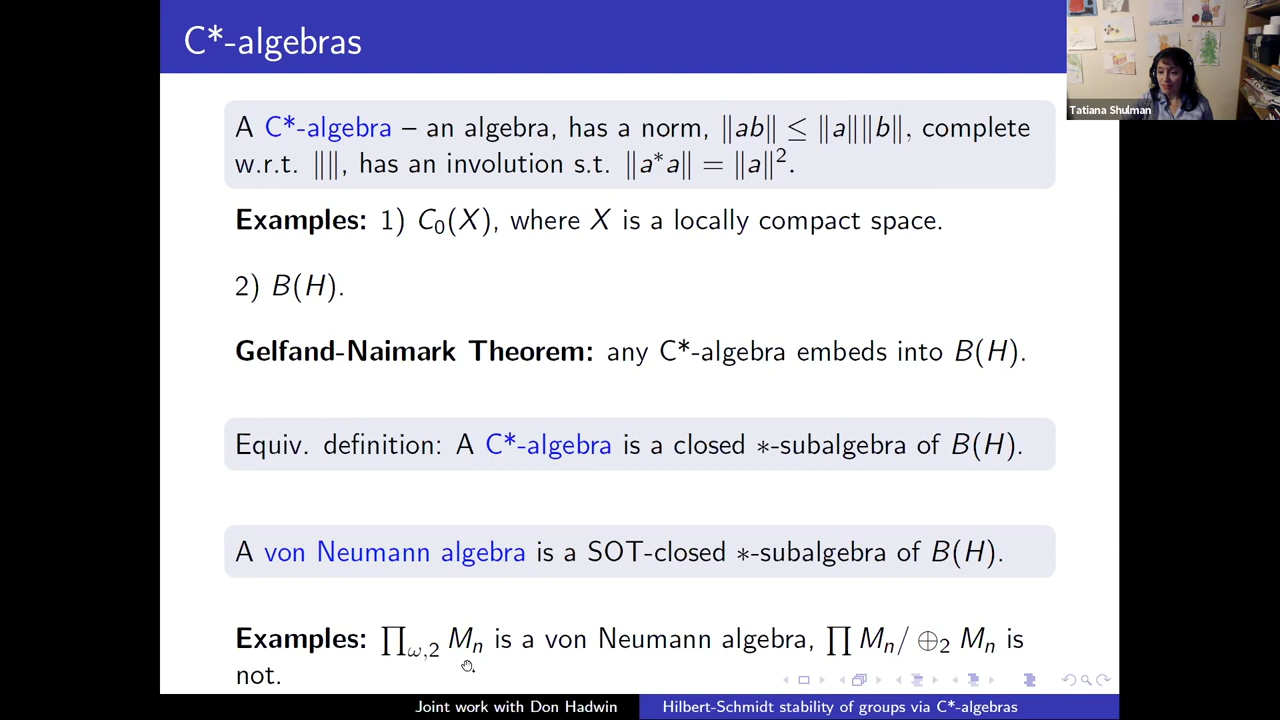 C*-algebras
Tatiana Shulman
A C*-algebra – an algebra, has a norm, ‖ab‖ ≤ ‖a‖‖b‖, complete
w.r.t. ‖‖, has an involution s.t. ‖a*a‖ = ‖a‖².
Examples: 1) C₀(X), where X is a locally compact space.
2) B(H).
Gelfand-Naimark Theorem: any C*-algebra embeds into B(H).
Equiv. definition: A C*-algebra is a closed ∗-subalgebra of B(H).
A von Neumann algebra is a SOT-closed ∗-subalgebra of B(H).
Examples: ∏_{ω,2} Mₙ is a von Neumann algebra, ∏ Mₙ/ ⊕₂ Mₙ is
not.
Joint work with Don Hadwin
Hilbert-Schmidt stability of groups via C*-algebras